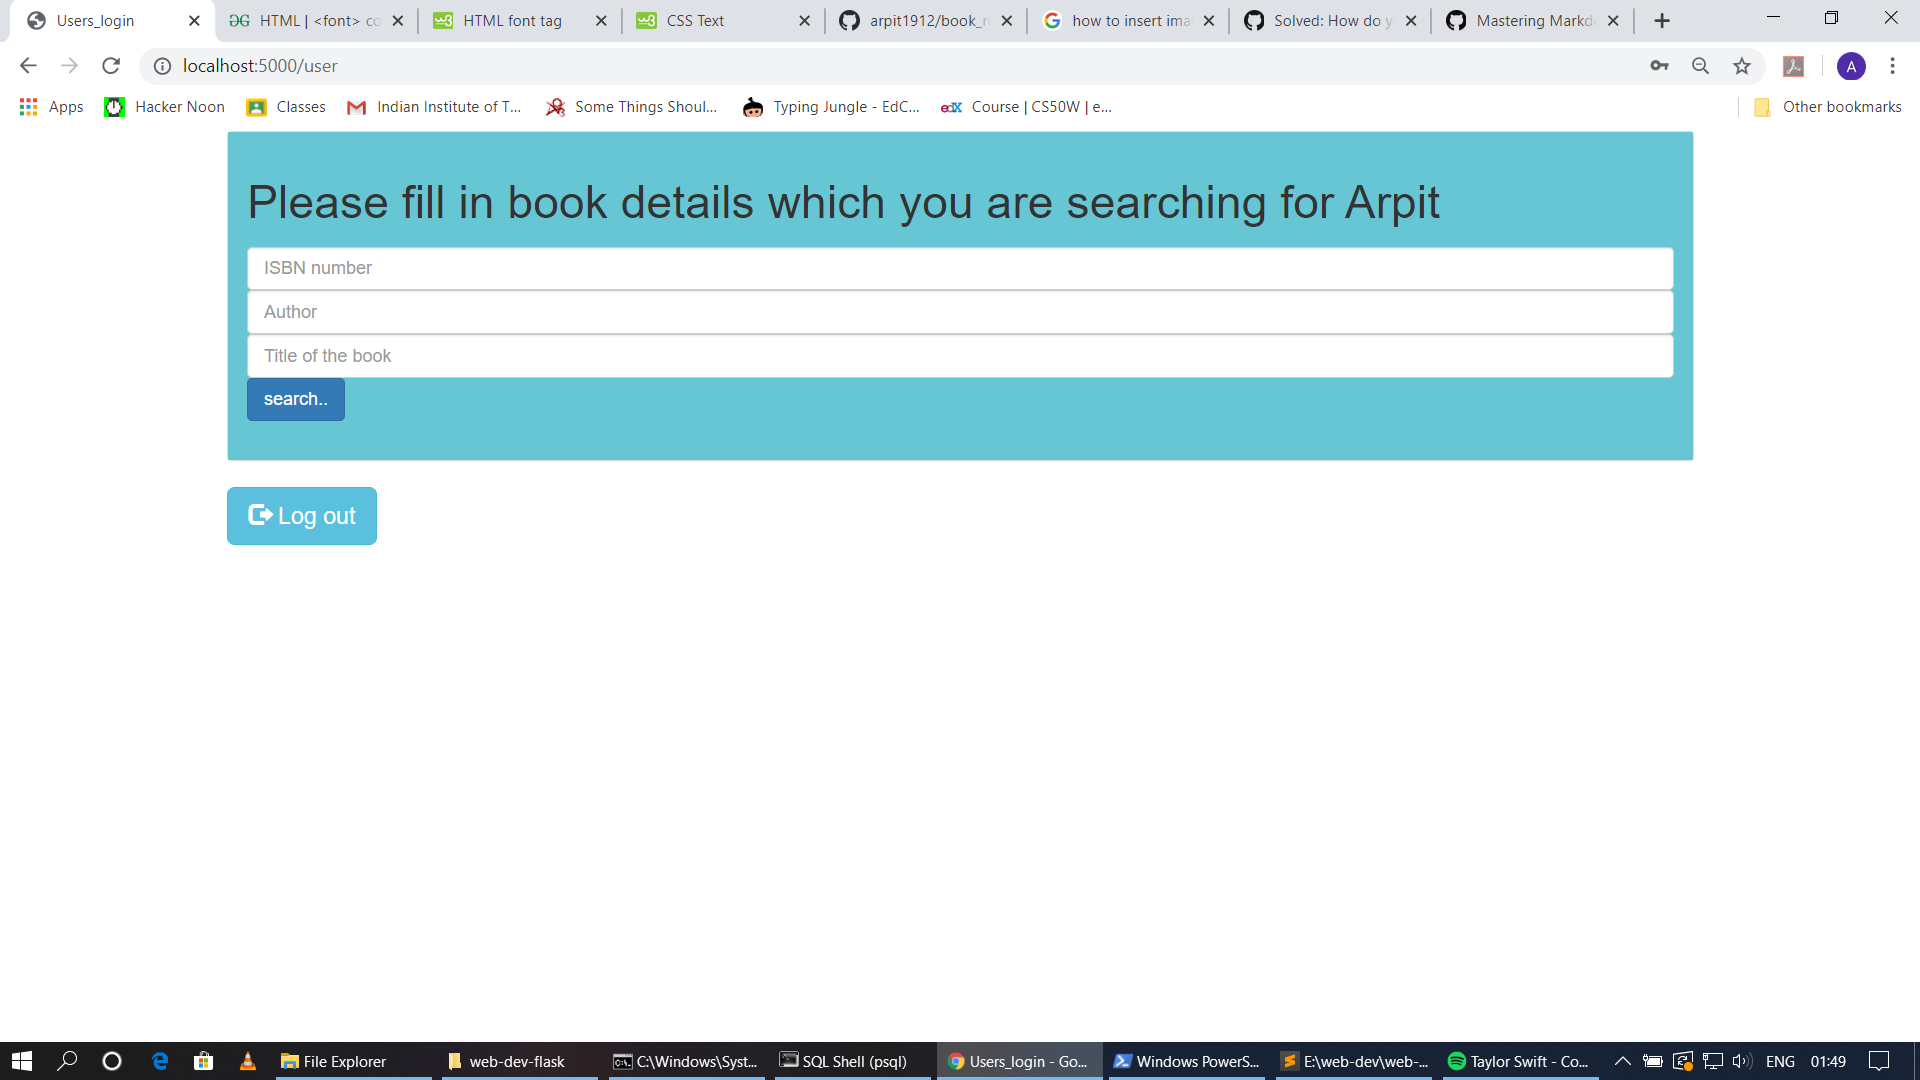 Users_login
HTML | <font> co
HTML font tag
CSS Text
arpit1912/book_r
how to insert ima
Solved: How do y
Mastering Markd
localhost:5000/user
A
Apps
Hacker Noon
Classes
Indian Institute of T...
Some Things Shoul...
Typing Jungle - EdC...
edX
Course | CS50W | e...
Other bookmarks
Please fill in book details which you are searching for Arpit
ISBN number
Author
Title of the book
search..
Log out
File Explorer
web-dev-flask
C:\Windows\Syst...
SQL Shell (psql)
Users_login - Go...
Windows PowerS...
E:\web-dev\web-...
Taylor Swift - Co...
ENG
01:49